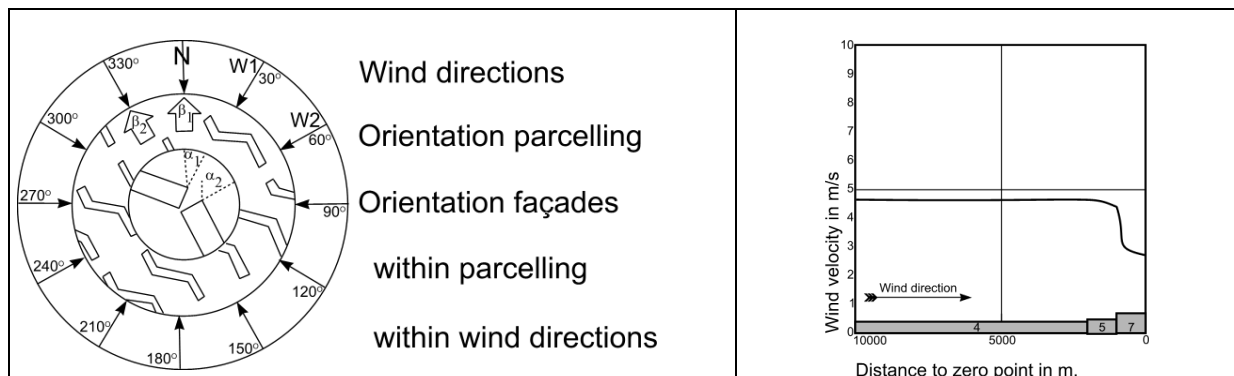 N
330°
W1
30°
300°
β2
β1
W2
60°
α1
α2
270°
90°
240°
120°
210°
180°
150°
Wind directions
Orientation parcelling
Orientation façades
within parcelling
within wind directions
Wind velocity in m/s
10
9
8
7
6
5
4
3
2
1
0
Wind direction
4
5
7
10000
5000
0
Distance to zero point in m.